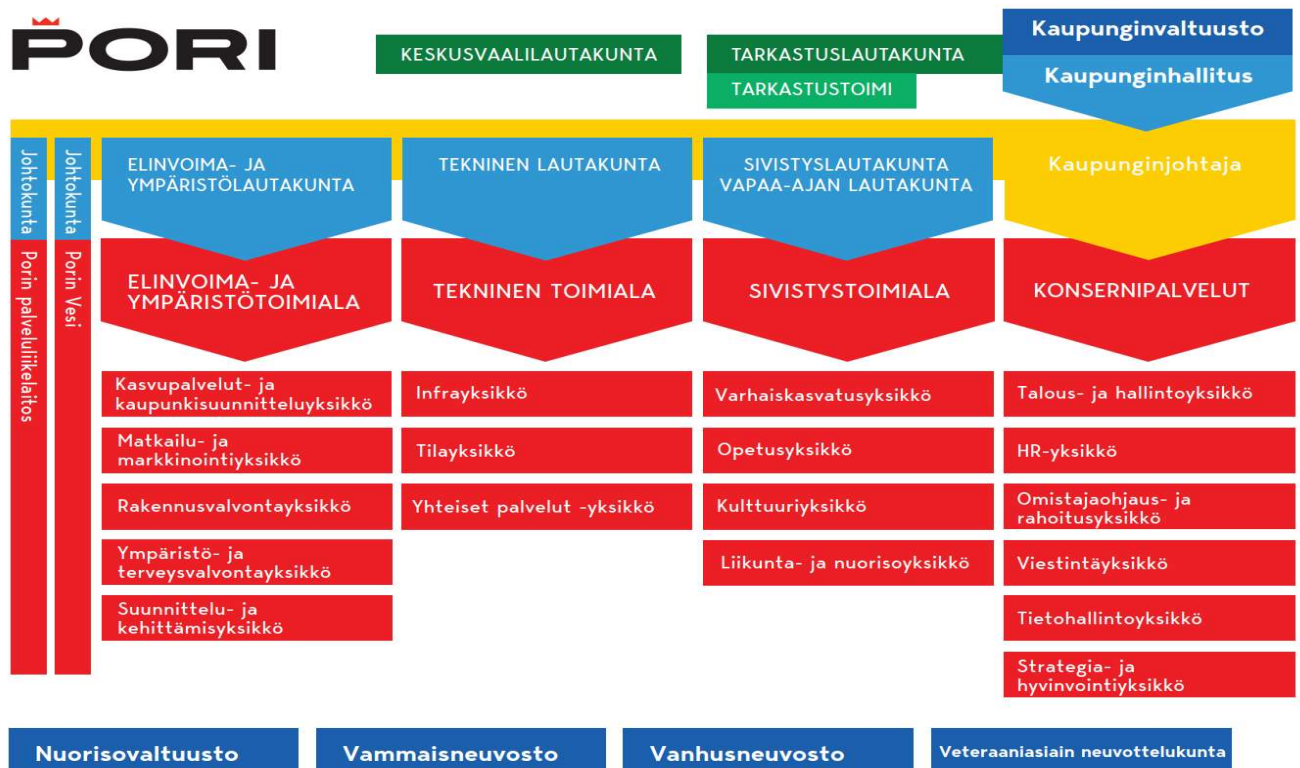 PORI
KESKUSVAALILAUTAKUNTA
TARKASTUSLAUTAKUNTA
TARKASTUSTOIMI
Kaupunginvaltuusto
Kaupunginhallitus
Kaupunginjohtaja
Johtokunta
Porin palveluliikelaitos
Johtokunta
Porin Vesi
ELINVOIMA- JA
YMPÄRISTÖLAUTAKUNTA
ELINVOIMA- JA
YMPÄRISTÖTOIMIALA
Kasvupalvelut- ja
kaupunkisuunnitteluyksikkö
Matkailu- ja
markkinointiyksikkö
Rakennusvalvontayksikkö
Ympäristö- ja
terveysvalvontayksikkö
Suunnittelu- ja
kehittämisyksikkö
TEKNINEN LAUTAKUNTA
TEKNINEN TOIMIALA
Infrayksikkö
Tilayksikkö
Yhteiset palvelut -yksikkö
SIVISTYSLAUTAKUNTA
VAPAA-AJAN LAUTAKUNTA
SIVISTYSTOIMIALA
Varhaiskasvatusyksikkö
Opetusyksikkö
Kulttuuriyksikkö
Liikunta- ja nuorisoyksikkö
KONSERNIPALVELUT
Talous- ja hallintoyksikkö
HR-yksikkö
Omistajaohjaus- ja
rahoitusyksikkö
Viestintäyksikkö
Tietohallintoyksikkö
Strategia- ja
hyvinvointiyksikkö
Nuorisovaltuusto
Vammaisneuvosto
Vanhusneuvosto
Veteraaniasiain neuvottelukunta